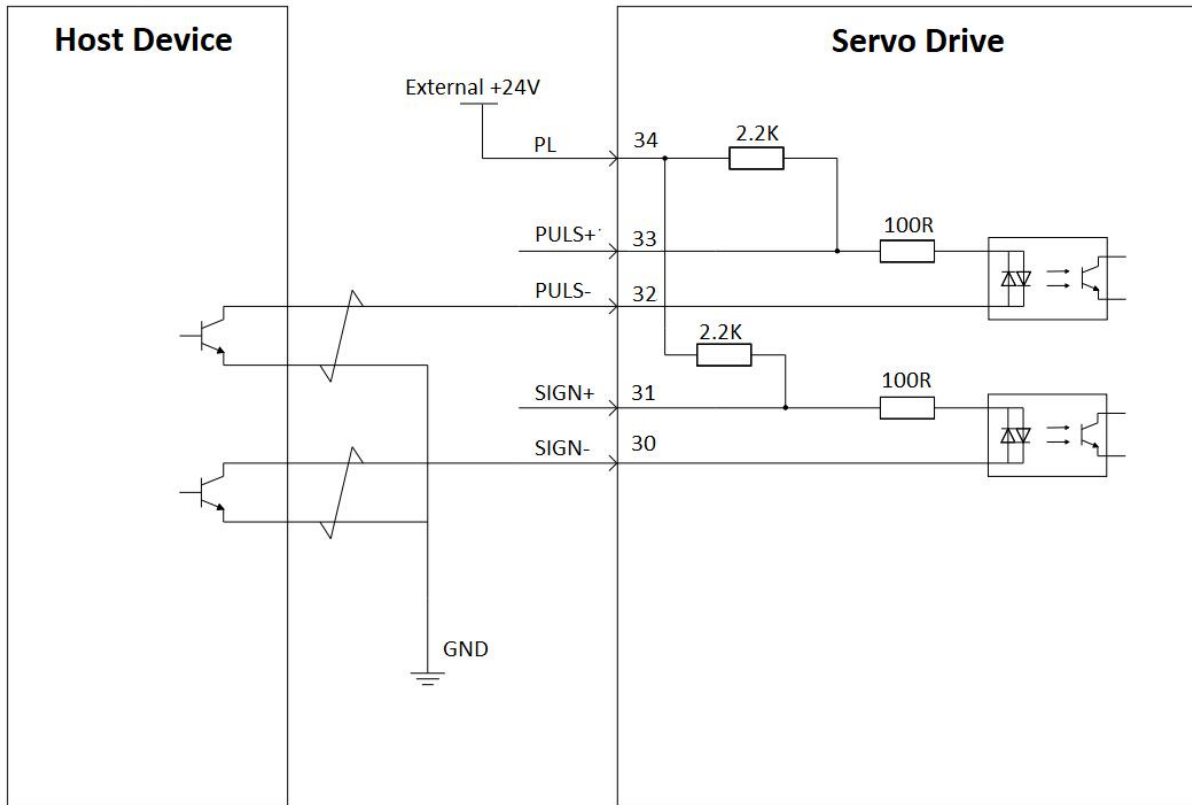 Host Device
Servo Drive
External +24V
PL
34
2.2K
PULS+
33
100R
PULS-
32
2.2K
SIGN+
31
100R
SIGN-
30
GND